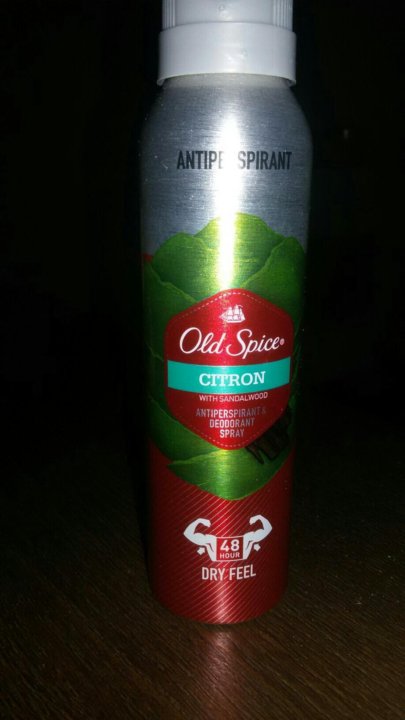 ANTIPERSPIRANT
Old Spice®
CITRON
WITH SANDALWOOD
ANTIPERSPIRANT &
DEODORANT
SPRAY
48
HOUR
DRY FEEL